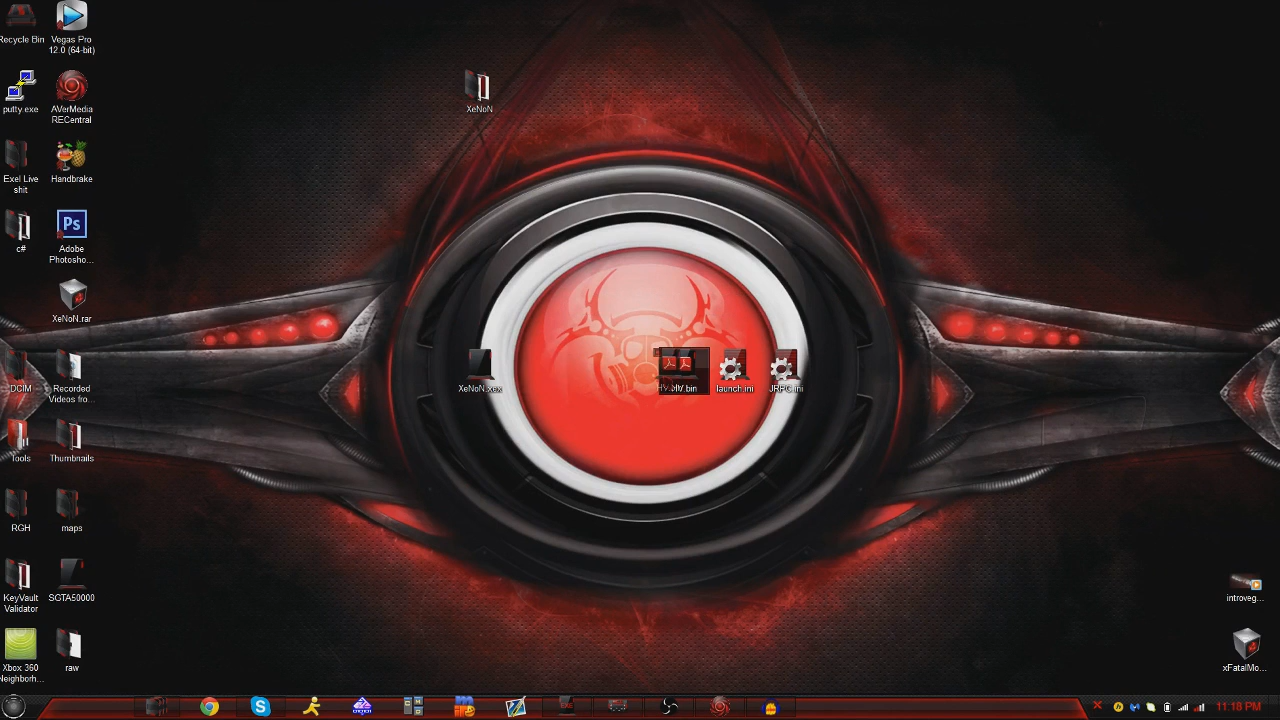 Recycle Bin
Vegas Pro
12.0 (64-bit)
putty.exe
AVerMedia
RECentral
XeNoN
Exel Live
shit
Handbrake
c#
Ps
Adobe
Photosho...
XeNoN.rar
DCIM
Recorded
Videos fro...
XeNoN.xex
launch.ini
JRPC.ini
Tools
Thumbnails
RGH
maps
KeyVault
Validator
SGTA50000
introveg...
Xbox 360
Neighborh...
raw
xFatalMo...
11:18 PM